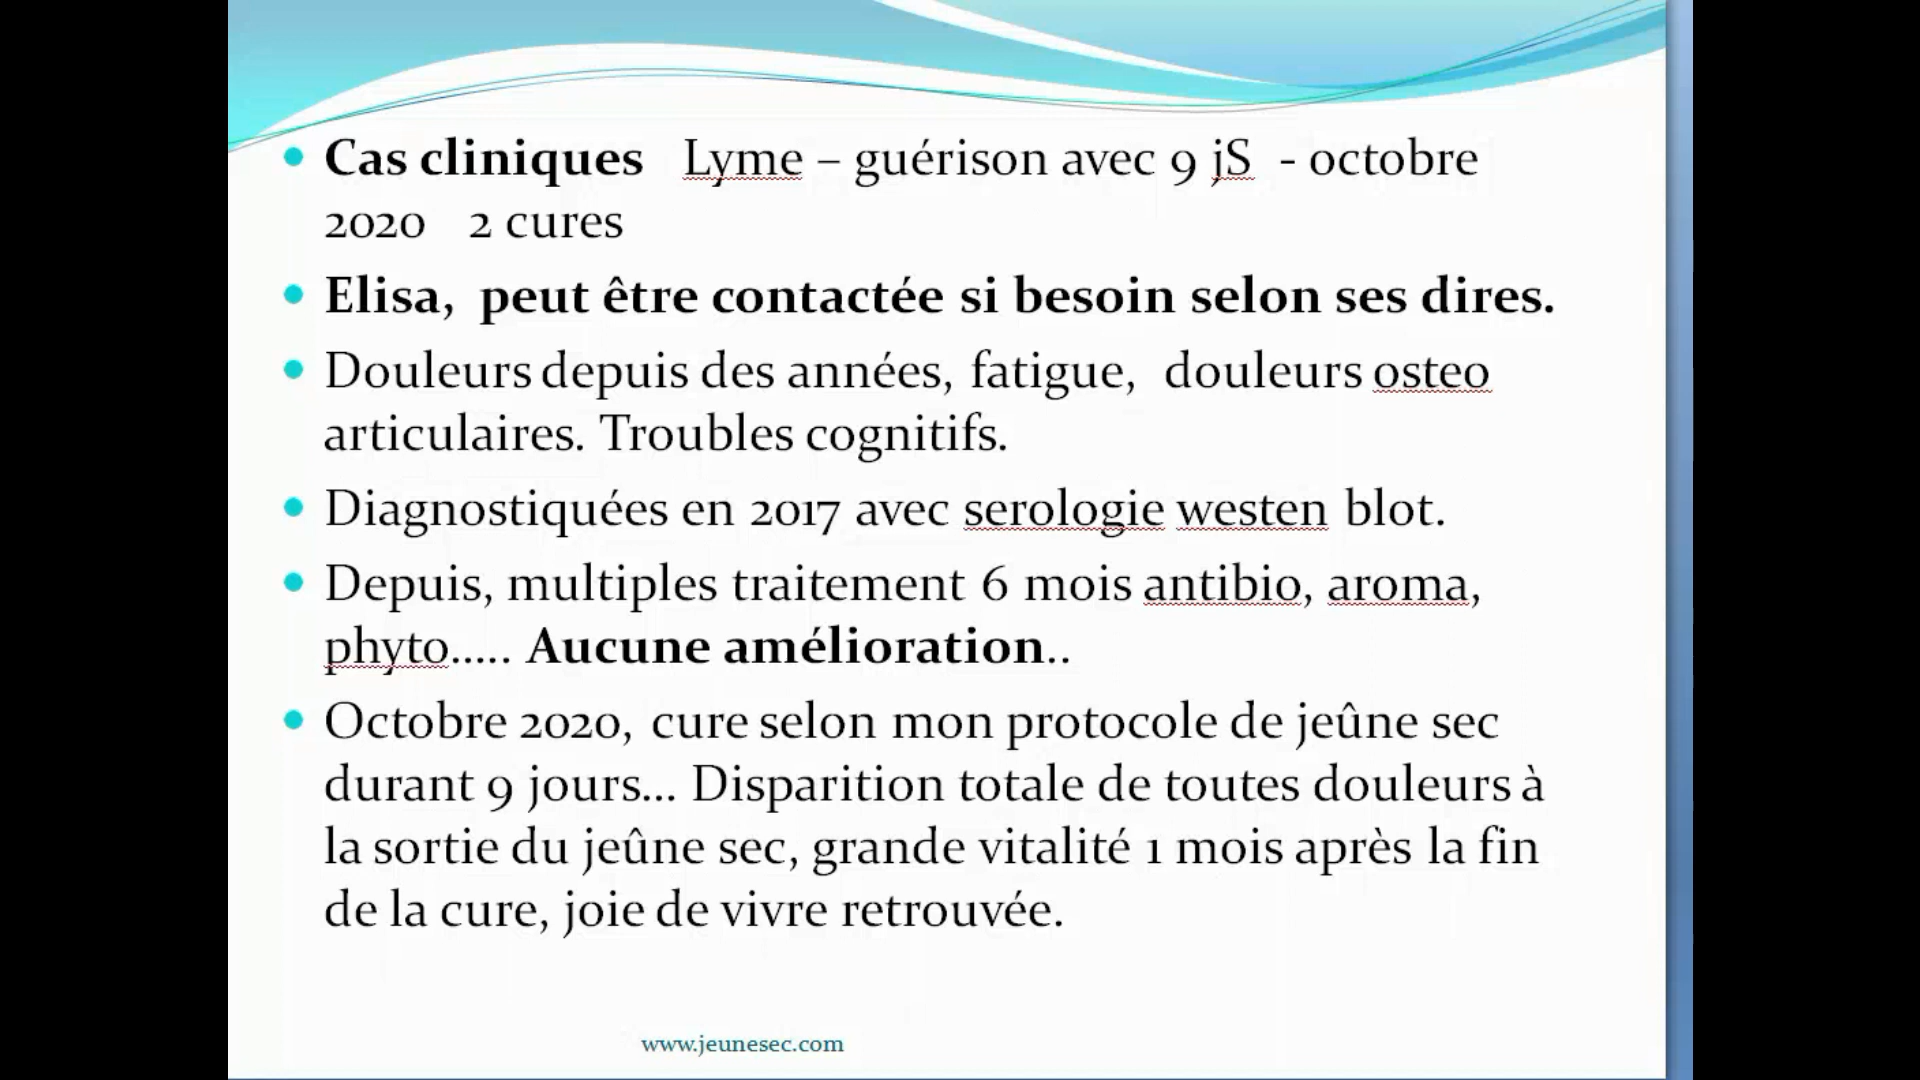 Cas cliniques Lyme – guérison avec 9 jS - octobre
2020 2 cures
Elisa, peut être contactée si besoin selon ses dires.
Douleurs depuis des années, fatigue, douleurs osteo
articulaires. Troubles cognitifs.
Diagnostiquées en 2017 avec serologie westen blot.
Depuis, multiples traitement 6 mois antibio, aroma,
phyto..... Aucune amélioration..
Octobre 2020, cure selon mon protocole de jeûne sec
durant 9 jours... Disparition totale de toutes douleurs à
la sortie du jeûne sec, grande vitalité 1 mois après la fin
de la cure, joie de vivre retrouvée.
www.jeunesec.com